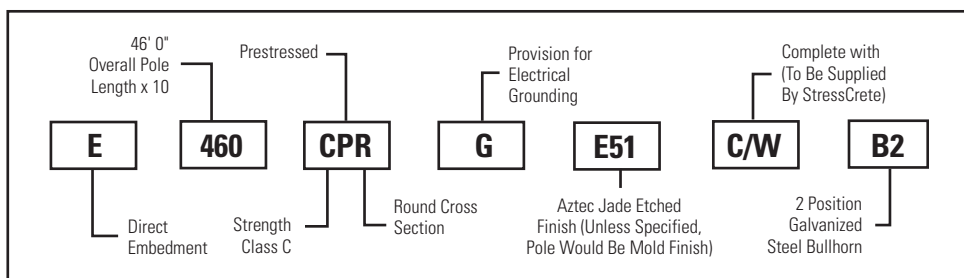 46' 0"
Overall Pole
Length x 10
Prestressed
Provision for
Electrical
Grounding
Complete with
(To Be Supplied
By StressCrete)
E
460
CPR
G
E51
C/W
B2
Direct
Embedment
Strength
Class C
Round Cross
Section
Aztec Jade Etched
Finish (Unless Specified,
Pole Would Be Mold Finish)
2 Position
Galvanized
Steel Bullhorn